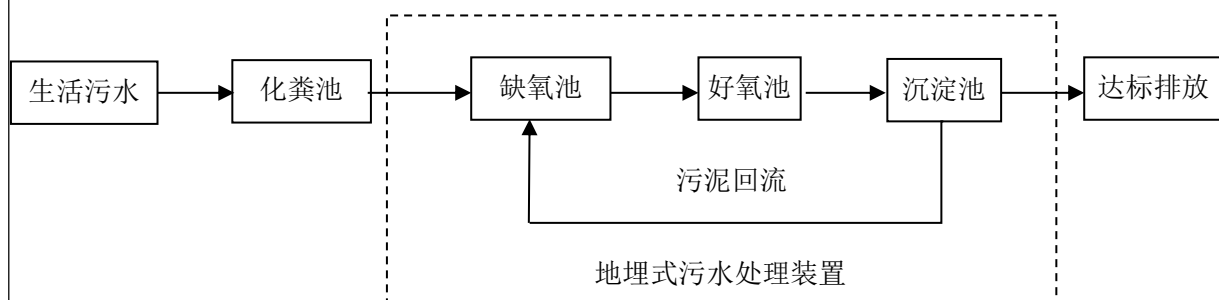 生活污水
化粪池
缺氧池
好氧池
沉淀池
达标排放
污泥回流
地埋式污水处理装置